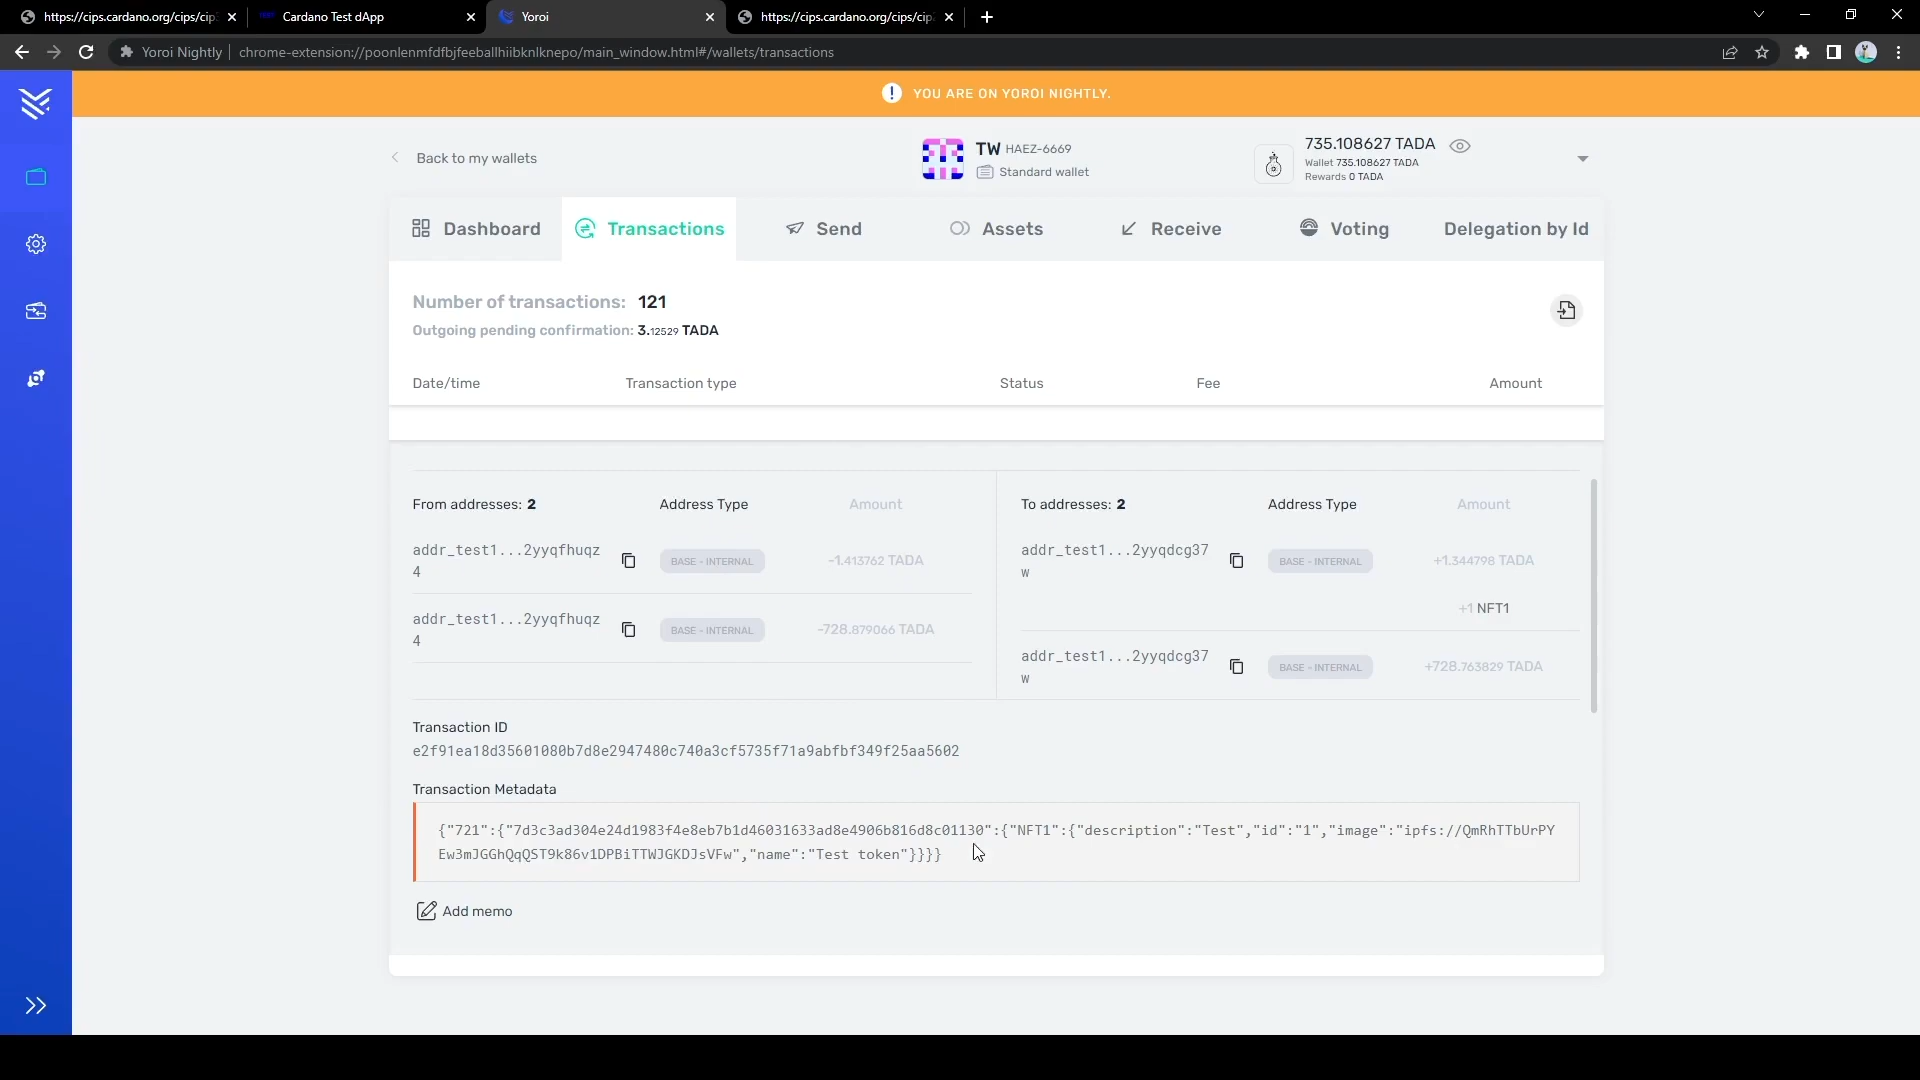 https://cips.cardano.org/cips/cip3
Cardano Test dApp
Yoroi
https://cips.cardano.org/cips/cip
Yoroi Nightly
chrome-extension://poonlenmfdfbjfeeballhiibknlknepo/main_window.html#/wallets/transactions
YOU ARE ON YOROI NIGHTLY.
Back to my wallets
TW HAEZ-6669
Standard wallet
735.108627 TADA
Wallet 735.108627 TADA
Rewards 0 TADA
Dashboard
Transactions
Send
Assets
Receive
Voting
Delegation by Id
Number of transactions: 121
Outgoing pending confirmation: 3.12529 TADA
Date/time
Transaction type
Status
Fee
Amount
From addresses: 2
Address Type
Amount
addr_test1...2yyqfhuqz
4
BASE - INTERNAL
-1.413762 TADA
addr_test1...2yyqfhuqz
4
BASE - INTERNAL
-728.879066 TADA
To addresses: 2
Address Type
Amount
addr_test1...2yyqdcg37
w
BASE - INTERNAL
+1.344798 TADA
+1 NFT1
addr_test1...2yyqdcg37
w
BASE - INTERNAL
+728.763829 TADA
Transaction ID
e2f91ea18d35601080b7d8e2947480c740a3cf5735f71a9abfbf349f25aa5602
Transaction Metadata
{"721":{"7d3c3ad304e24d1983f4e8eb7b1d46031633ad8e4906b816d8c01130":{"NFT1":{"description":"Test","id":"1","image":"ipfs://QmRhTTbUrPY
Ew3mJGGhQqQST9k86v1DPBiTTWJGKDJsVFw","name":"Test token"}}}}
Add memo